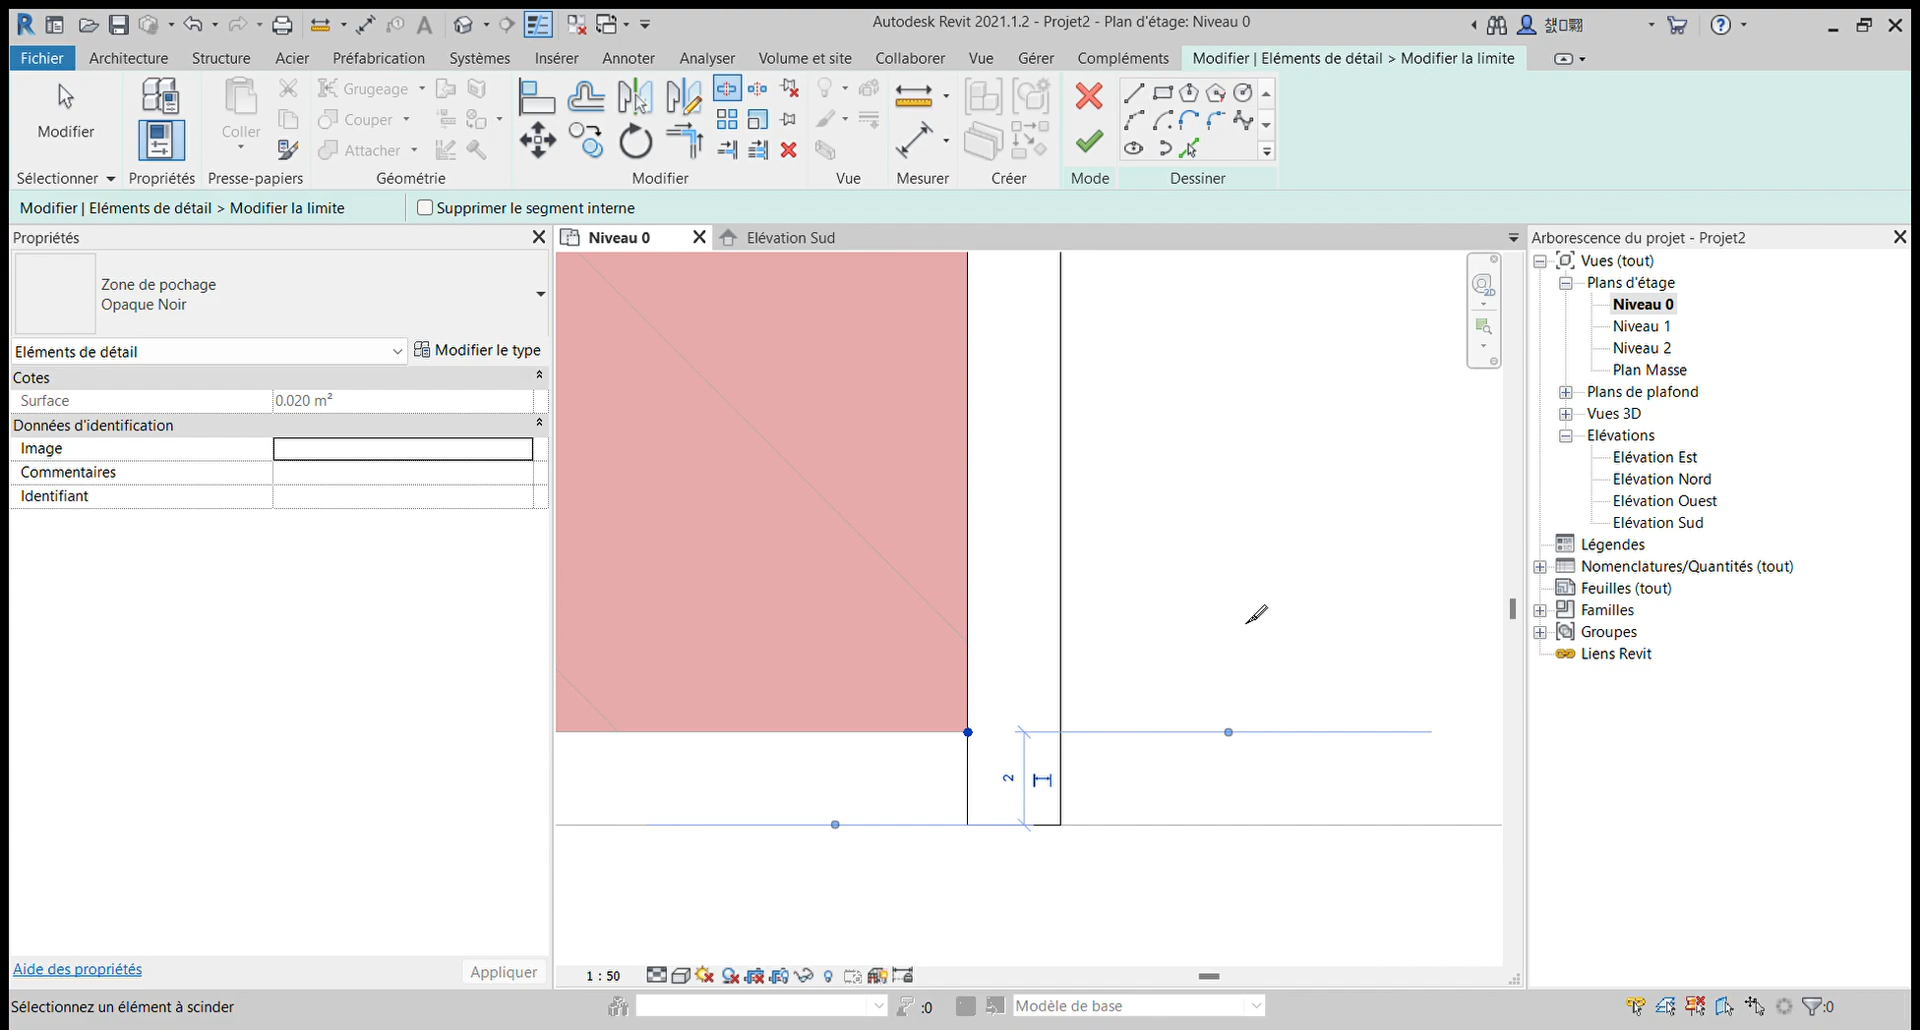 Autodesk Revit 2021.1.2 - Projet2 - Plan d'étage: Niveau 0
Fichier Architecture Structure Acier Préfabrication Systèmes Insérer Annoter Analyser Volume et site Collaborer Vue Gérer Compléments Modifier | Eléments de détail > Modifier la limite
Modifier
Coller
Grugeage
Couper
Attacher
Sélectionner Propriétés Presse-papiers Géométrie Modifier Vue Mesurer Créer Mode Dessiner
Modifier | Eléments de détail > Modifier la limite Supprimer le segment interne
Propriétés
Zone de pochage
Opaque Noir
Eléments de détail Modifier le type
Cotes
Surface 0.020 m²
Données d'identification
Image
Commentaires
Identifiant
Aide des propriétés Appliquer
Niveau 0 Elévation Sud
2D
2
1 : 50
Arborescence du projet - Projet2
Vues (tout)
Plans d'étage
Niveau 0
Niveau 1
Niveau 2
Plan Masse
Plans de plafond
Vues 3D
Elévations
Elévation Est
Elévation Nord
Elévation Ouest
Elévation Sud
Légendes
Nomenclatures/Quantités (tout)
Feuilles (tout)
Familles
Groupes
Liens Revit
Sélectionnez un élément à scinder :0 Modèle de base :0